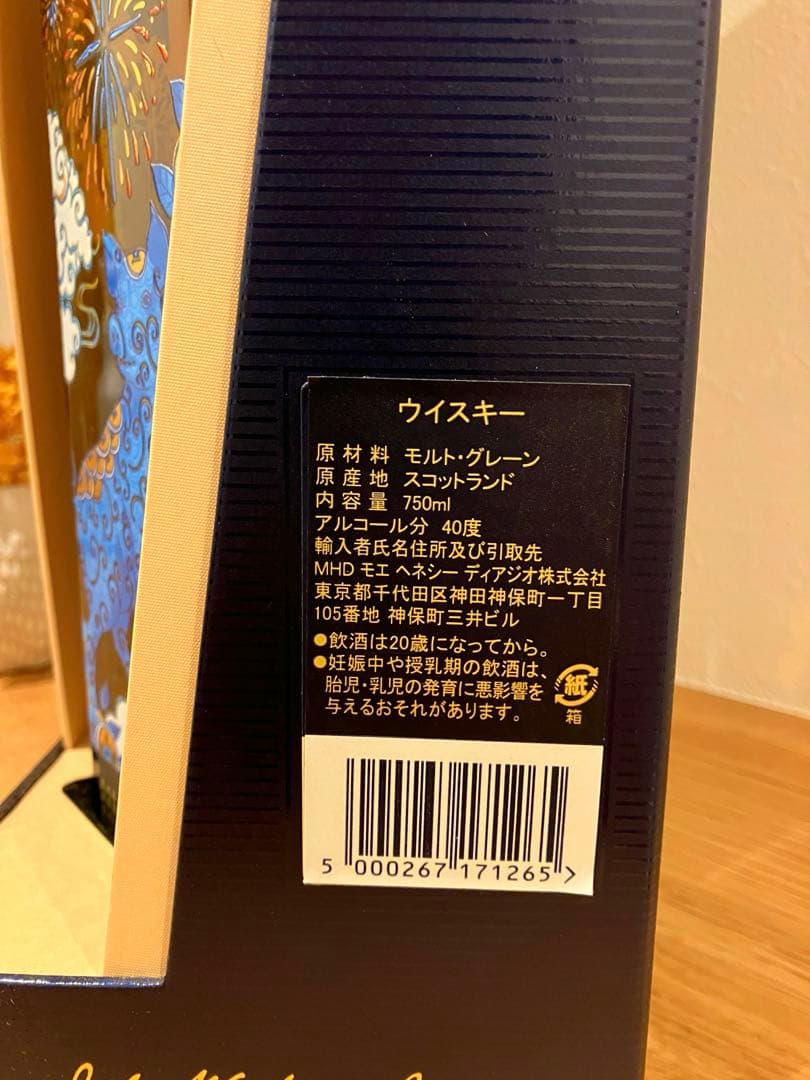 ウイスキー
原材料 モルト・グレーン
原産地 スコットランド
内容量 750ml
アルコール分 40度
輸入者氏名住所及び引取先
MHD モエ ヘネシー ディアジオ株式会社
東京都千代田区神田神保町一丁目
105番地 神保町三井ビル
●飲酒は20歳になってから。
●妊娠中や授乳期の飲酒は、
胎児・乳児の発育に悪影響を
与えるおそれがあります。
紙
箱
5 000267 171265 >